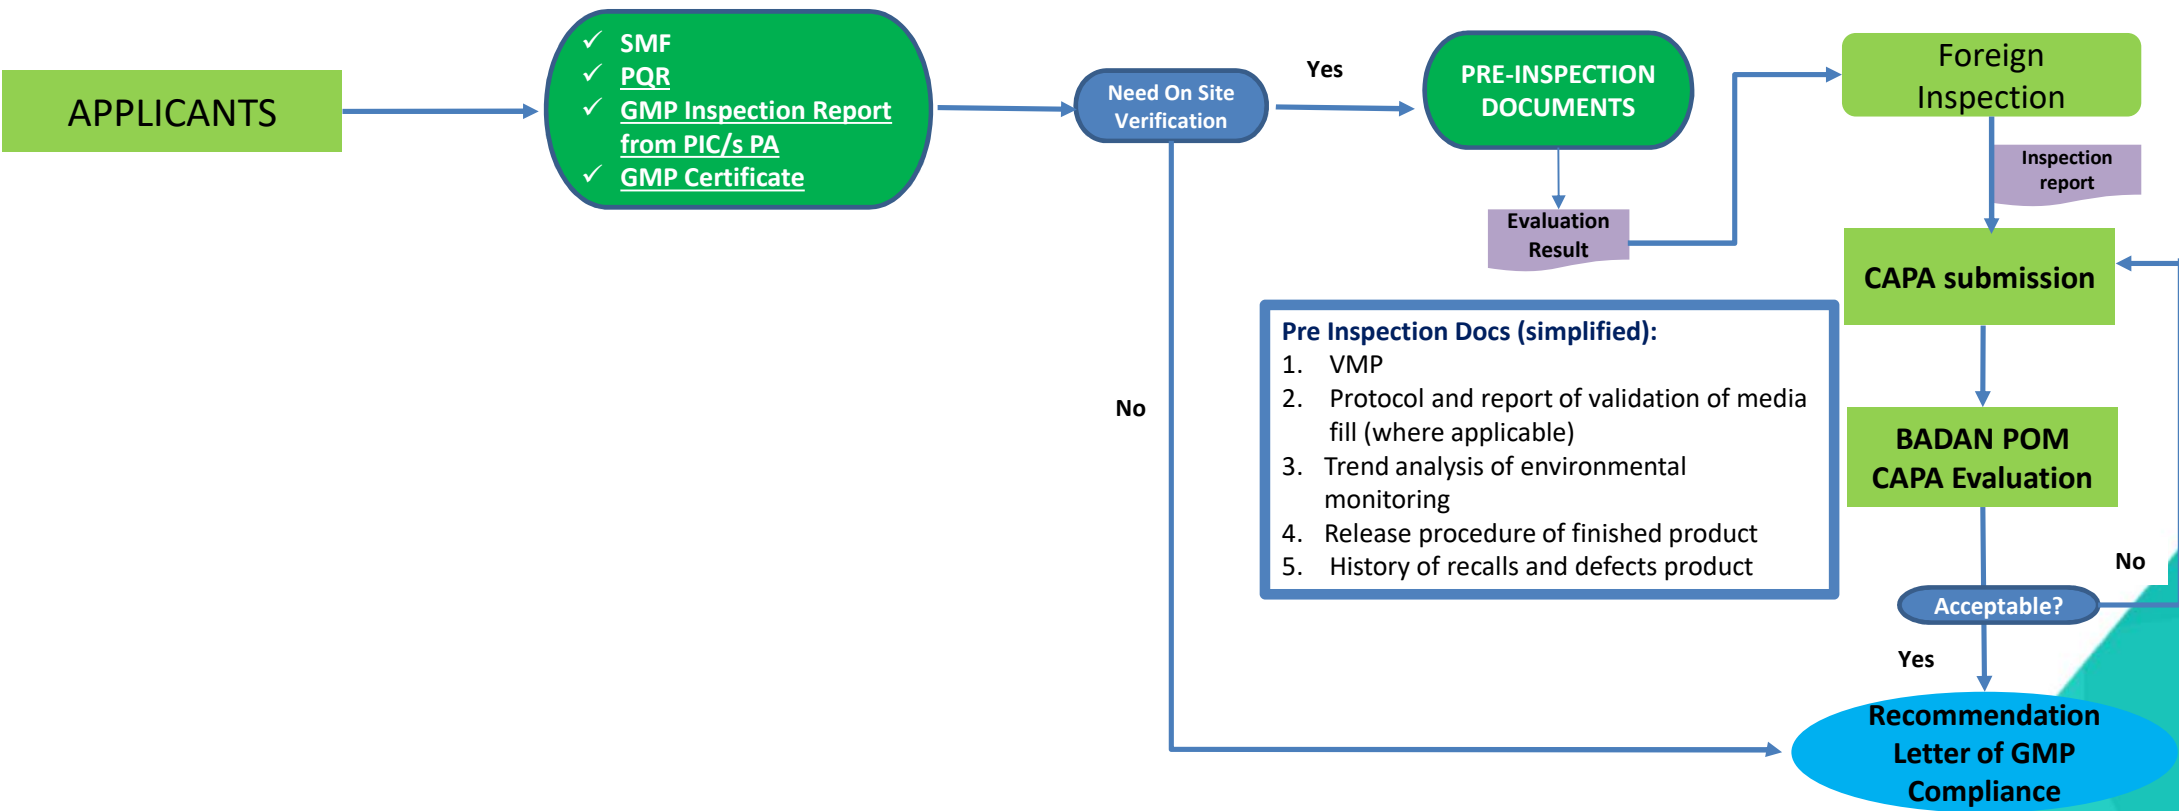 APPLICANTS
✓ SMF
✓ PQR
✓ GMP Inspection Report
from PIC/s PA
✓ GMP Certificate
Need On Site
Verification
Yes
PRE-INSPECTION
DOCUMENTS
Evaluation
Result
Foreign
Inspection
Inspection
report
CAPA submission
BADAN POM
CAPA Evaluation
Acceptable?
No
Yes
Pre Inspection Docs (simplified):
1. VMP
2. Protocol and report of validation of media
fill (where applicable)
3. Trend analysis of environmental
monitoring
4. Release procedure of finished product
5. History of recalls and defects product
No
Recommendation
Letter of GMP
Compliance